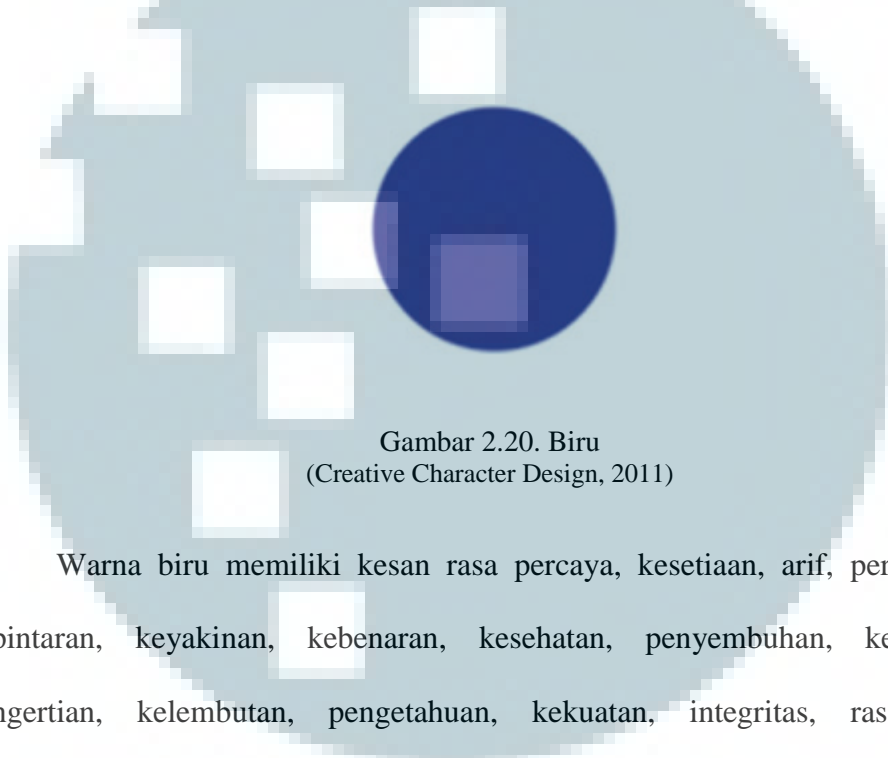 Gambar 2.20. Biru
(Creative Character Design, 2011)
Warna biru memiliki kesan rasa percaya, kesetiaan, arif,
keyakinan, kebenaran, kesehatan, penyembuhan,
kelembutan, pengetahuan, kekuatan, integritas,